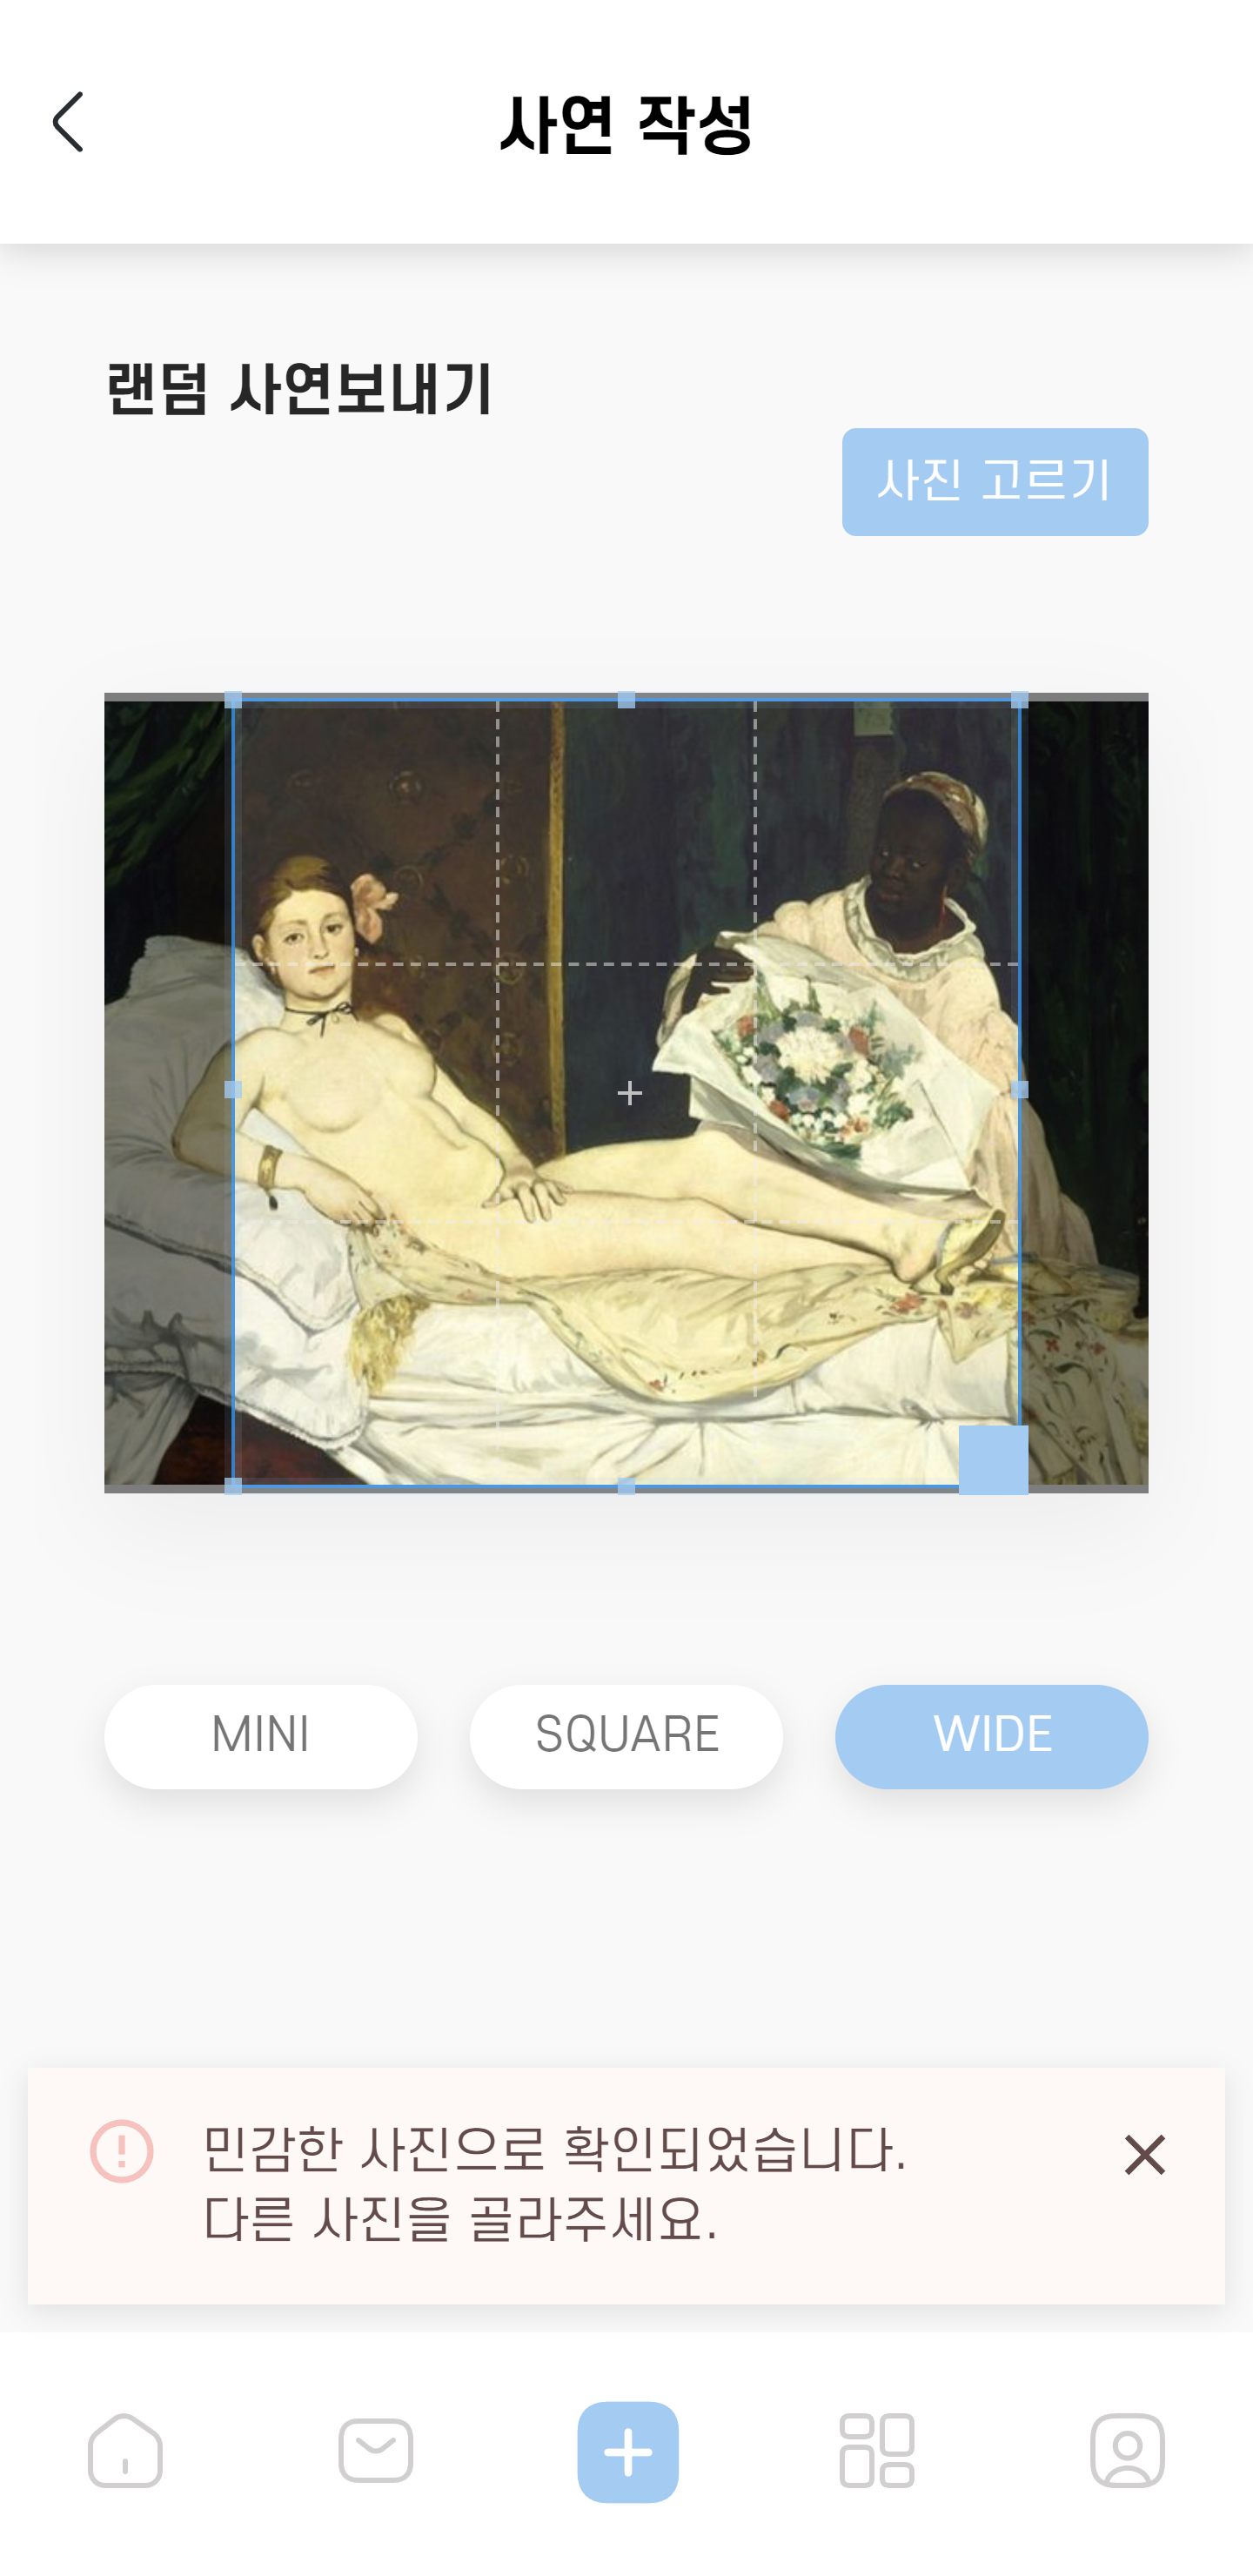 사연 작성
랜덤 사연보내기
사진 고르기
MINI
SQUARE
WIDE
민감한 사진으로 확인되었습니다.
다른 사진을 골라주세요.